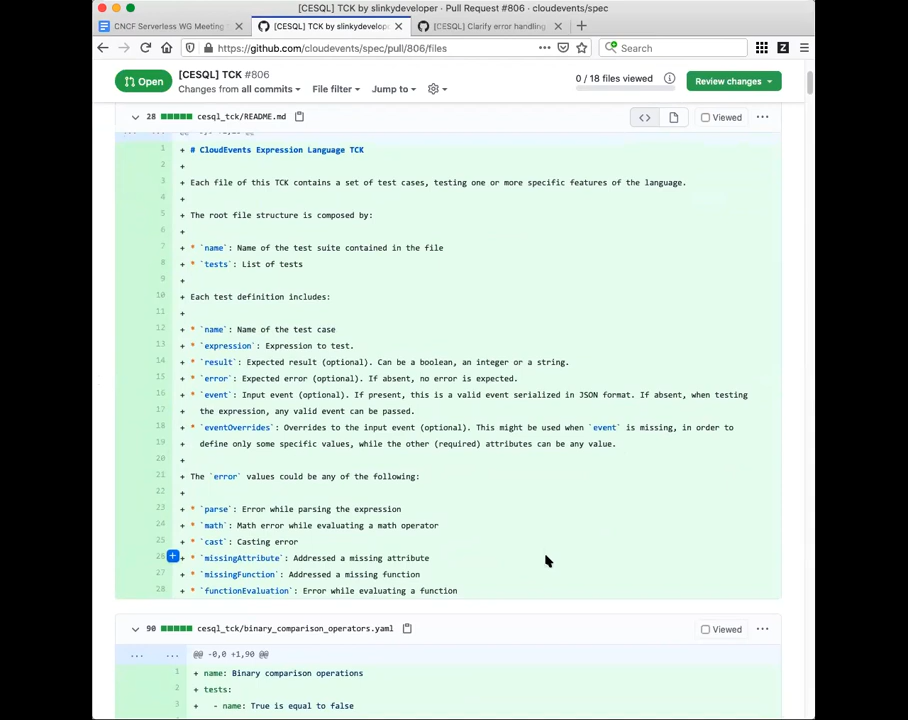 [CESQL] TCK by slinkydeveloper · Pull Request #806 · cloudevents/spec
CNCF Serverless WG Meeting
[CESQL] TCK by slinkydevelope
[CESQL] Clarify error handling
https://github.com/cloudevents/spec/pull/806/files
Search
Z
Open
[CESQL] TCK #806
Changes from all commits
File filter
Jump to
0 / 18 files viewed
Review changes
28 cesql_tck/README.md
<>
Viewed
1 + # CloudEvents Expression Language TCK
2 +
3 + Each file of this TCK contains a set of test cases, testing one or more specific features of the language.
4 +
5 + The root file structure is composed by:
6 +
7 + * `name`: Name of the test suite contained in the file
8 + * `tests`: List of tests
9 +
10 + Each test definition includes:
11 +
12 + * `name`: Name of the test case
13 + * `expression`: Expression to test.
14 + * `result`: Expected result (optional). Can be a boolean, an integer or a string.
15 + * `error`: Expected error (optional). If absent, no error is expected.
16 + * `event`: Input event (optional). If present, this is a valid event serialized in JSON format. If absent, when testing
17 + the expression, any valid event can be passed.
18 + * `eventOverrides`: Overrides to the input event (optional). This might be used when `event` is missing, in order to
19 + define only some specific values, while the other (required) attributes can be any value.
20 +
21 + The `error` values could be any of the following:
22 +
23 + * `parse`: Error while parsing the expression
24 + * `math`: Math error while evaluating a math operator
25 + * `cast`: Casting error
26 + * `missingAttribute`: Addressed a missing attribute
27 + * `missingFunction`: Addressed a missing function
28 + * `functionEvaluation`: Error while evaluating a function
90 cesql_tck/binary_comparison_operators.yaml
Viewed
... ... @@ -0,0 +1,90 @@
1 + name: Binary comparison operations
2 + tests:
3 + - name: True is equal to false